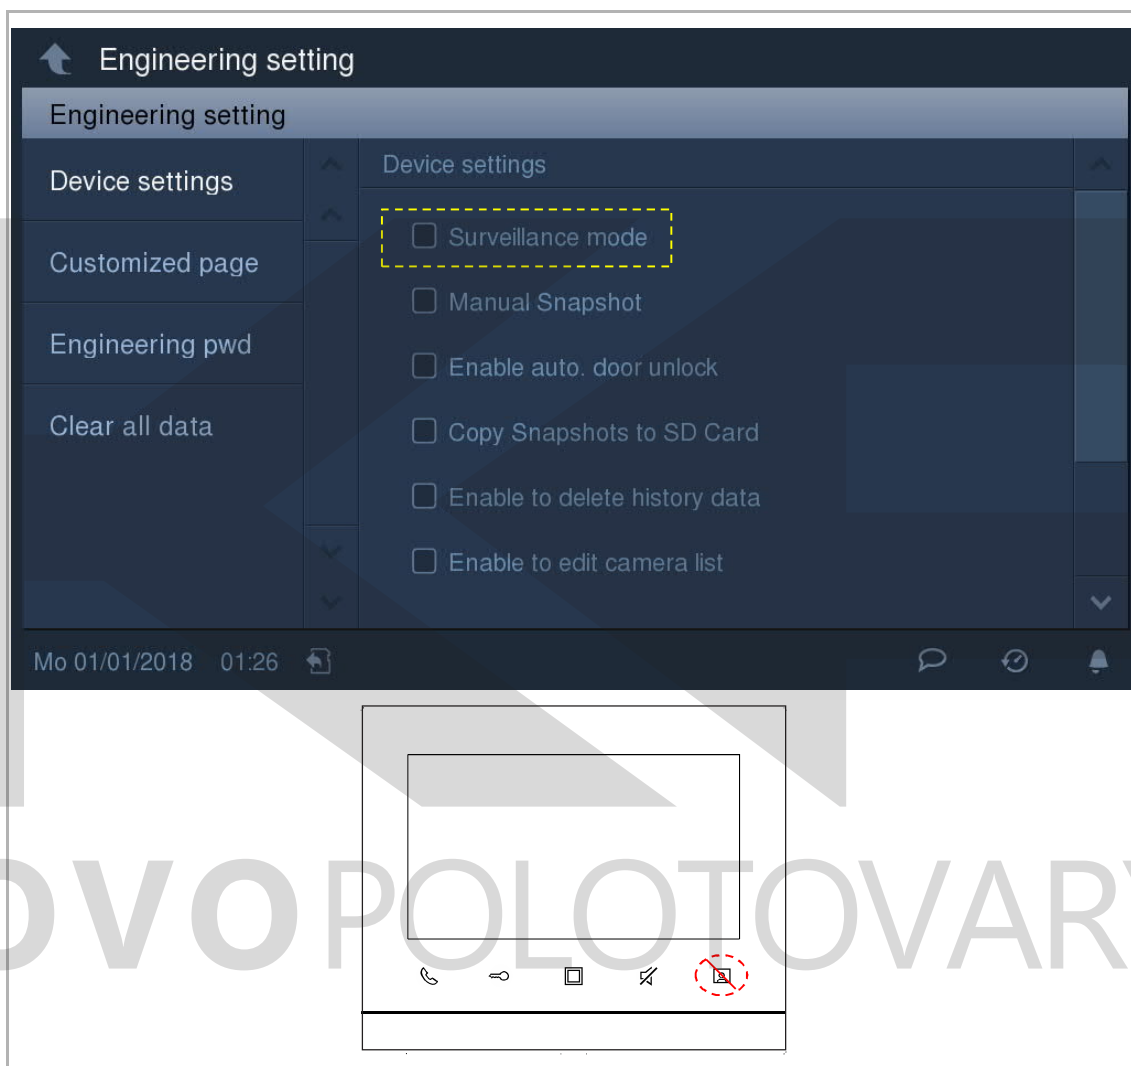 Engineering setting
Engineering setting
Device settings
Customized page
Engineering pwd
Clear all data
Device settings
Surveillance mode
Manual Snapshot
Enable auto. door unlock
Copy Snapshots to SD Card
Enable to delete history data
Enable to edit camera list
Mo 01/01/2018 01:26
OVOPOLOTOVARY